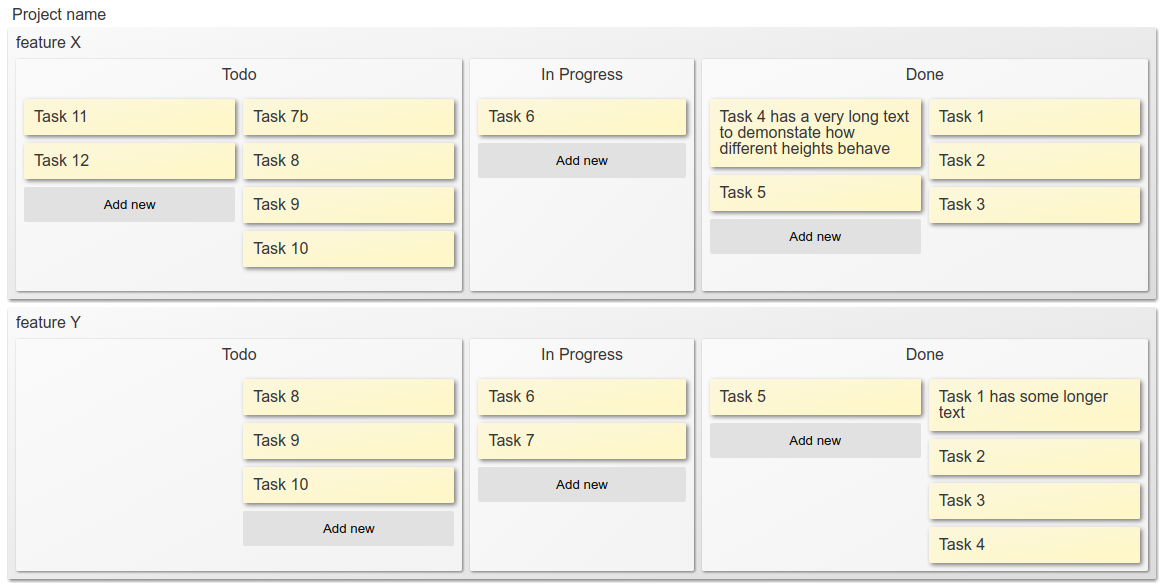 Project name
feature X
Todo
Task 11
Task 12
Add new
Task 7b
Task 8
Task 9
Task 10
In Progress
Task 6
Add new
Done
Task 4 has a very long text
to demonstate how
different heights behave
Task 5
Add new
Task 1
Task 2
Task 3
feature Y
Todo
Task 8
Task 9
Task 10
Add new
In Progress
Task 6
Task 7
Add new
Done
Task 5
Add new
Task 1 has some longer
text
Task 2
Task 3
Task 4